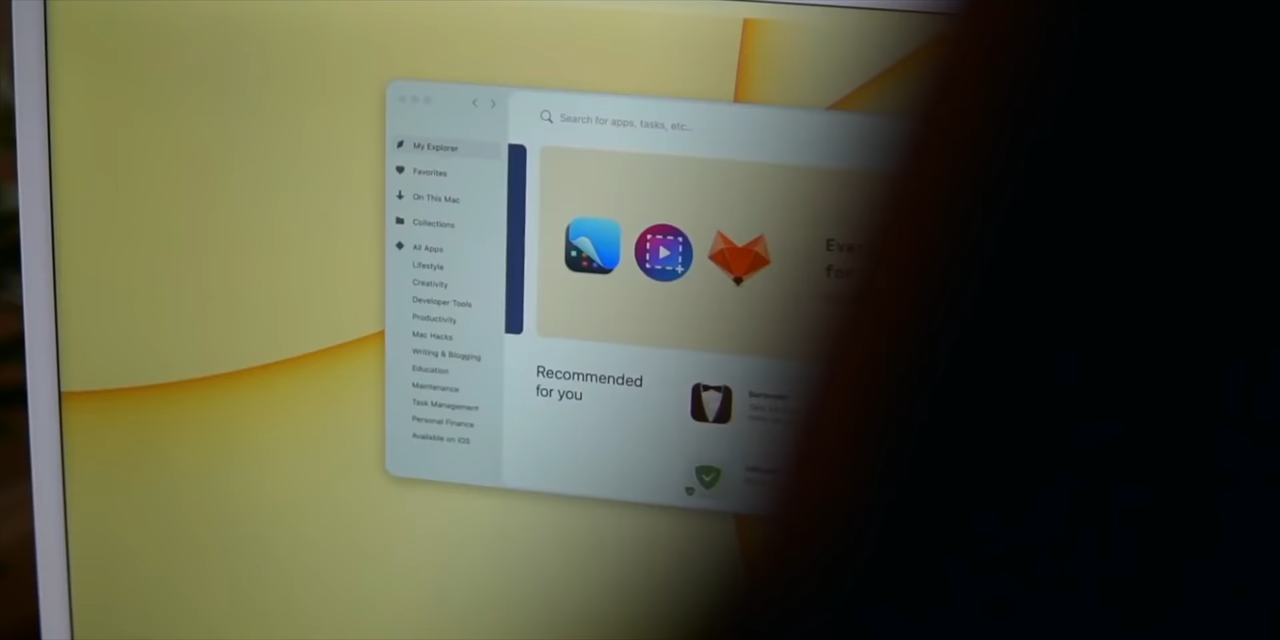 Search for apps, tasks, etc...
My Explorer
Favorites
On This Mac
Collections
All Apps
Lifestyle
Creativity
Developer Tools
Productivity
Mac Hacks
Writing & Blogging
Education
Maintenance
Task Management
Personal Finance
Available on iOS
Recommended
for you
Bartender